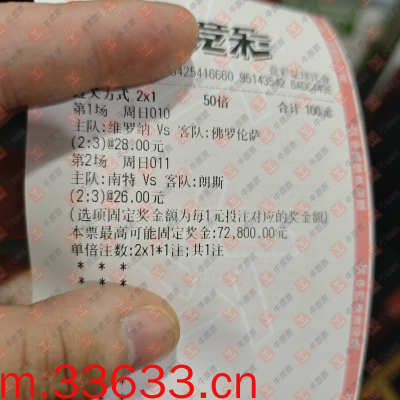 竞彩
过关方式 2x1 50倍 合计 100元
第1场 周日010
主队:维罗纳 Vs 客队:佛罗伦萨
(2:3)@28.00元
第2场 周日011
主队:南特 Vs 客队:朗斯
(2:3)@26.00元
(选项固定奖金额为每1元投注对应的奖金额)
本票最高可能固定奖金:72,800.00元
单倍注数:2x1*1注;共1注
* * *
* * *
m.33633.cn